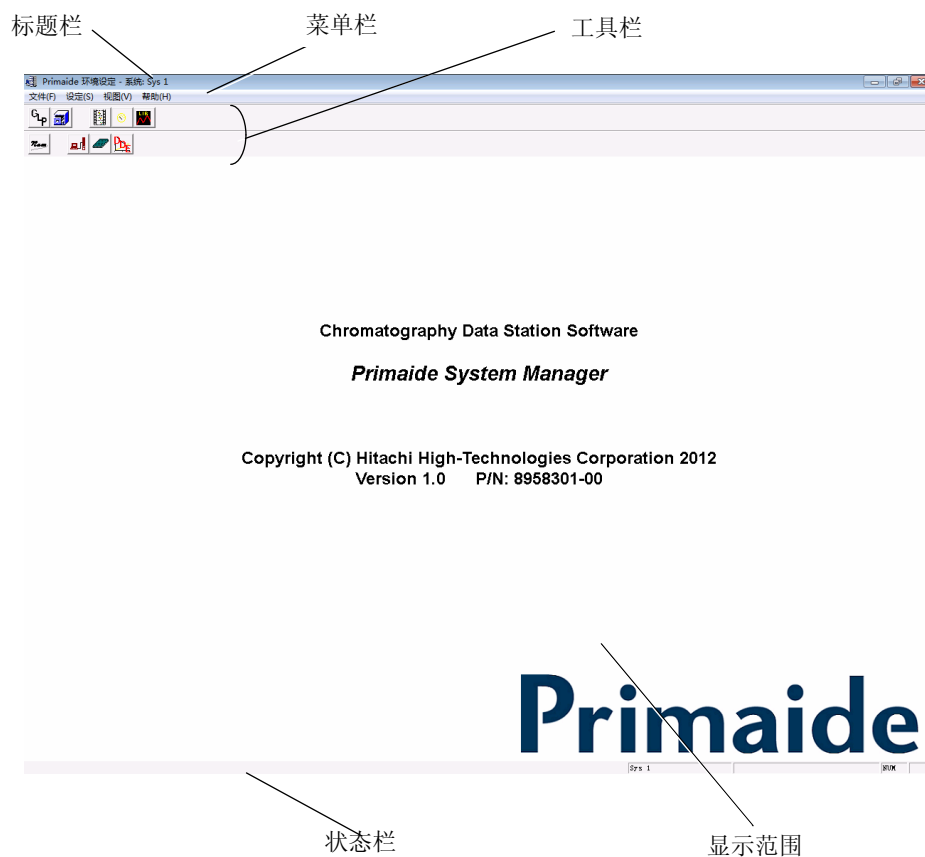 标题栏
菜单栏
工具栏
Primaide 环境设定 - 系统: Sys 1
文件(F) 设定(S) 视图(V) 帮助(H)
Chromatography Data Station Software
Primaide System Manager
Copyright (C) Hitachi High-Technologies Corporation 2012
Version 1.0 P/N: 8958301-00
Primaide
Sys 1
NUM
状态栏
显示范围